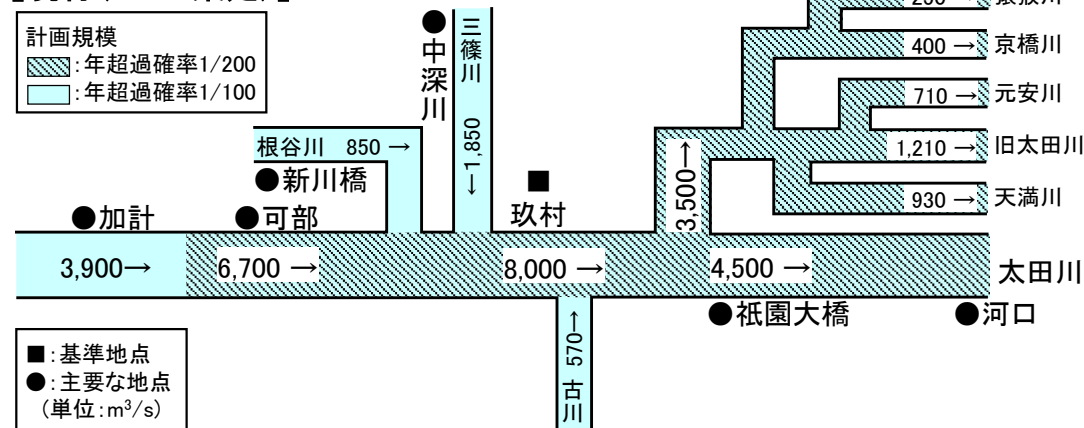 計画規模
:年超過確率1/200
:年超過確率1/100
●中深川
三篠川 1,850→
根谷川 850→
●新川橋
■
玖村
●加計
●可部
3,900→
6,700→
8,000→
3,500→
4,500→
太田川
●祇園大橋
●河口
古川 570→
400→ 京橋川
710→ 元安川
1,210→ 旧太田川
930→ 天満川
■:基準地点
●:主要な地点
(単位:m³/s)